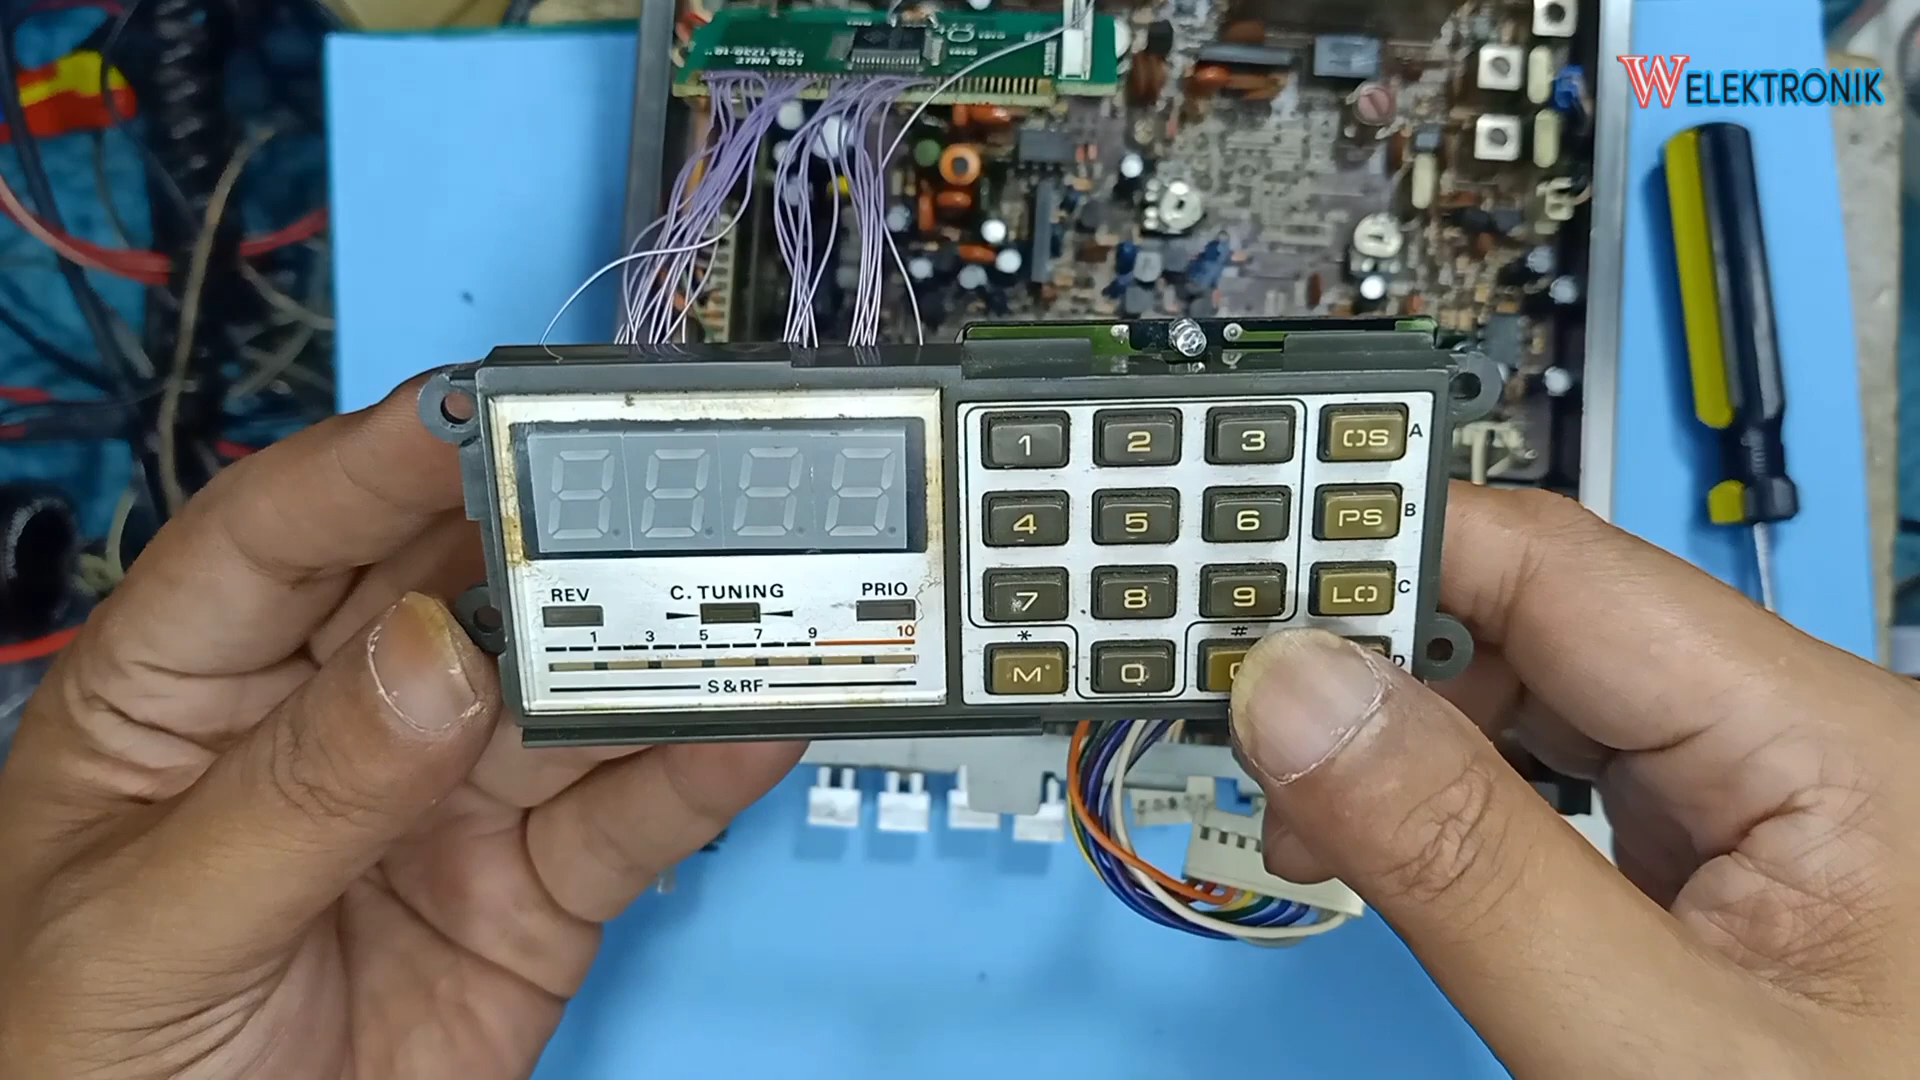 WELEKTRONIK
1 2 3 OS A
4 5 6 PS B
7 8 9 LO C
* #
M 0 D
REV C. TUNING PRIO
1 3 5 7 9 10
S&RF